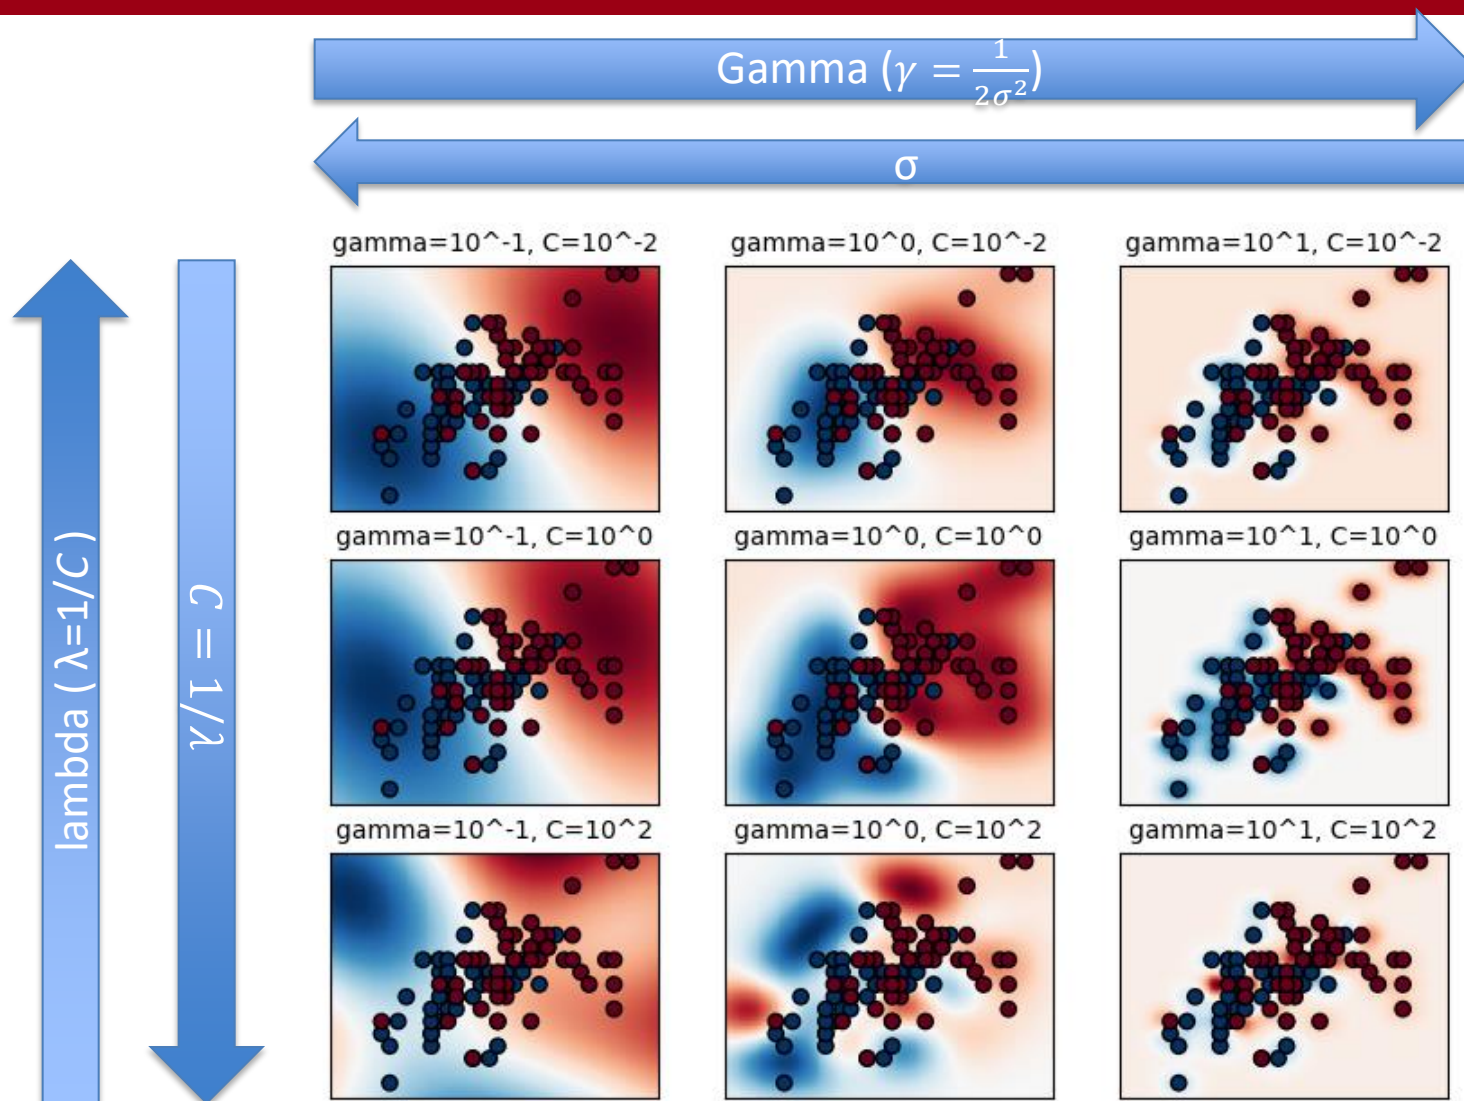 Gamma (γ = 1/2σ²)
σ
lambda ( λ=1/C )
C = 1/λ
gamma=10^-1, C=10^-2
gamma=10^0, C=10^-2
gamma=10^1, C=10^-2
gamma=10^-1, C=10^0
gamma=10^0, C=10^0
gamma=10^1, C=10^0
gamma=10^-1, C=10^2
gamma=10^0, C=10^2
gamma=10^1, C=10^2